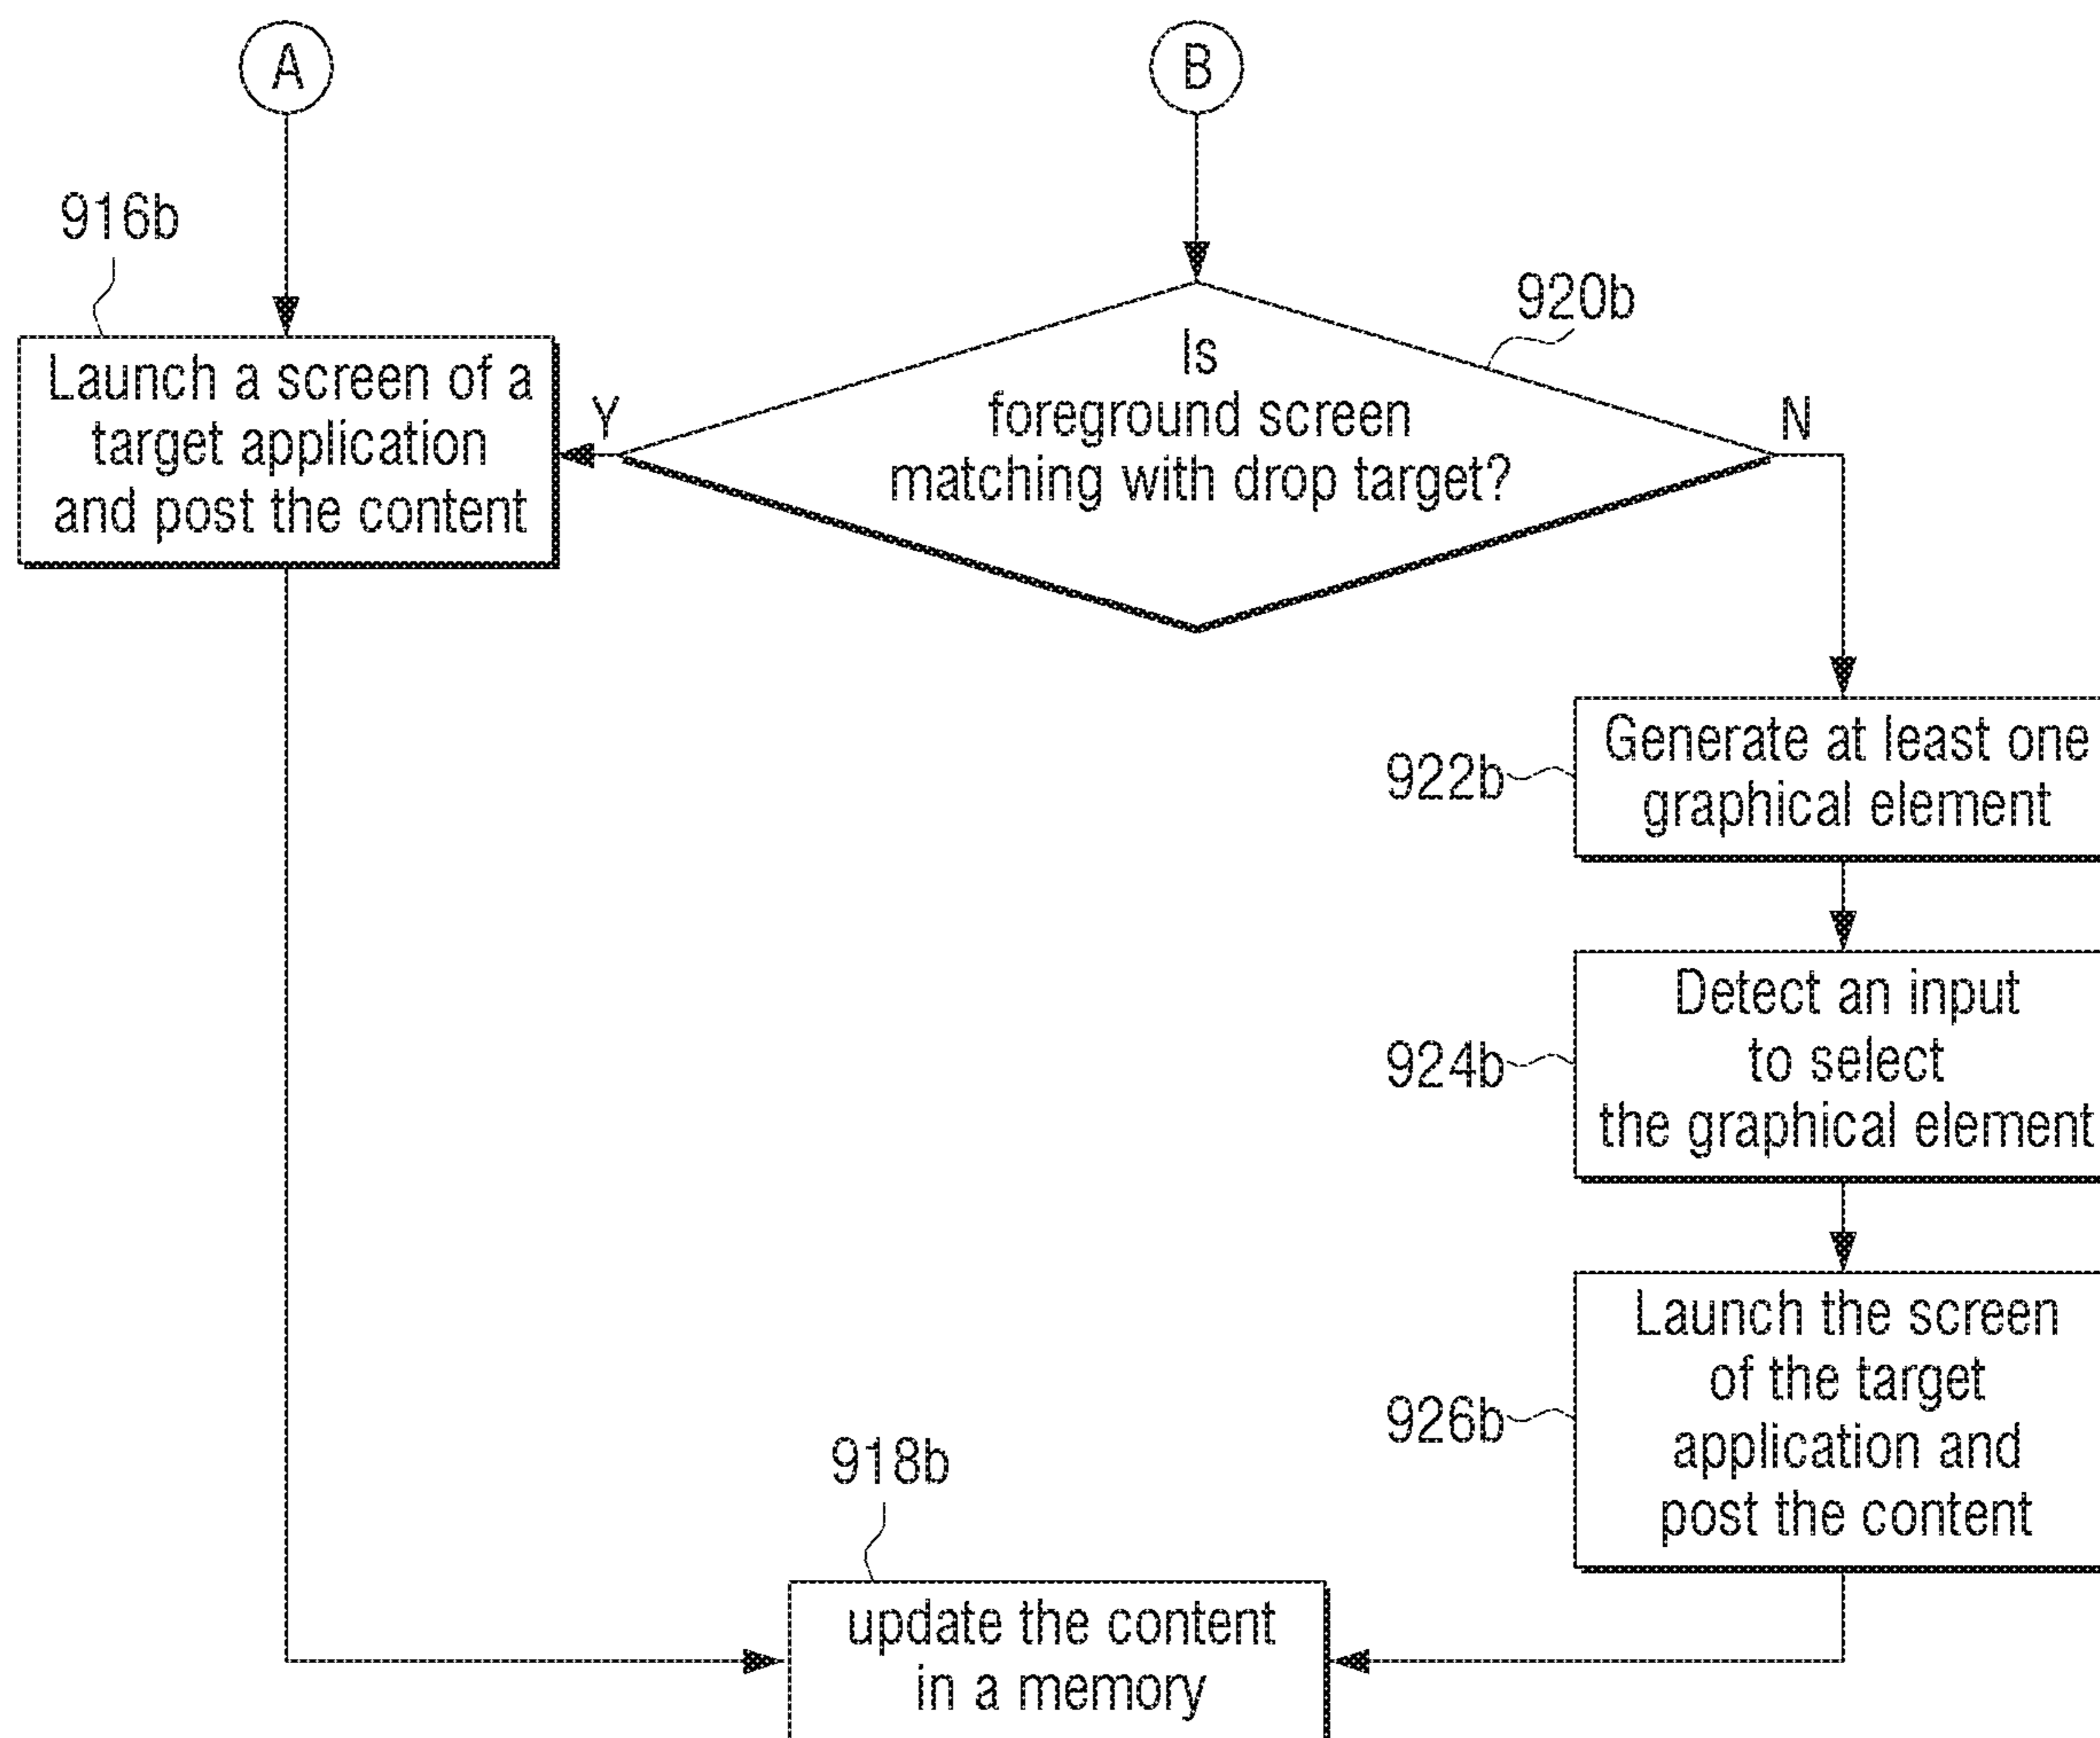 A
B
916b
920b
Launch a screen of a
target application
and post the content
Y
Is
foreground screen
matching with drop target?
N
922b
Generate at least one
graphical element
924b
Detect an input
to select
the graphical element
926b
Launch the screen
of the target
application and
post the content
918b
update the content
in a memory